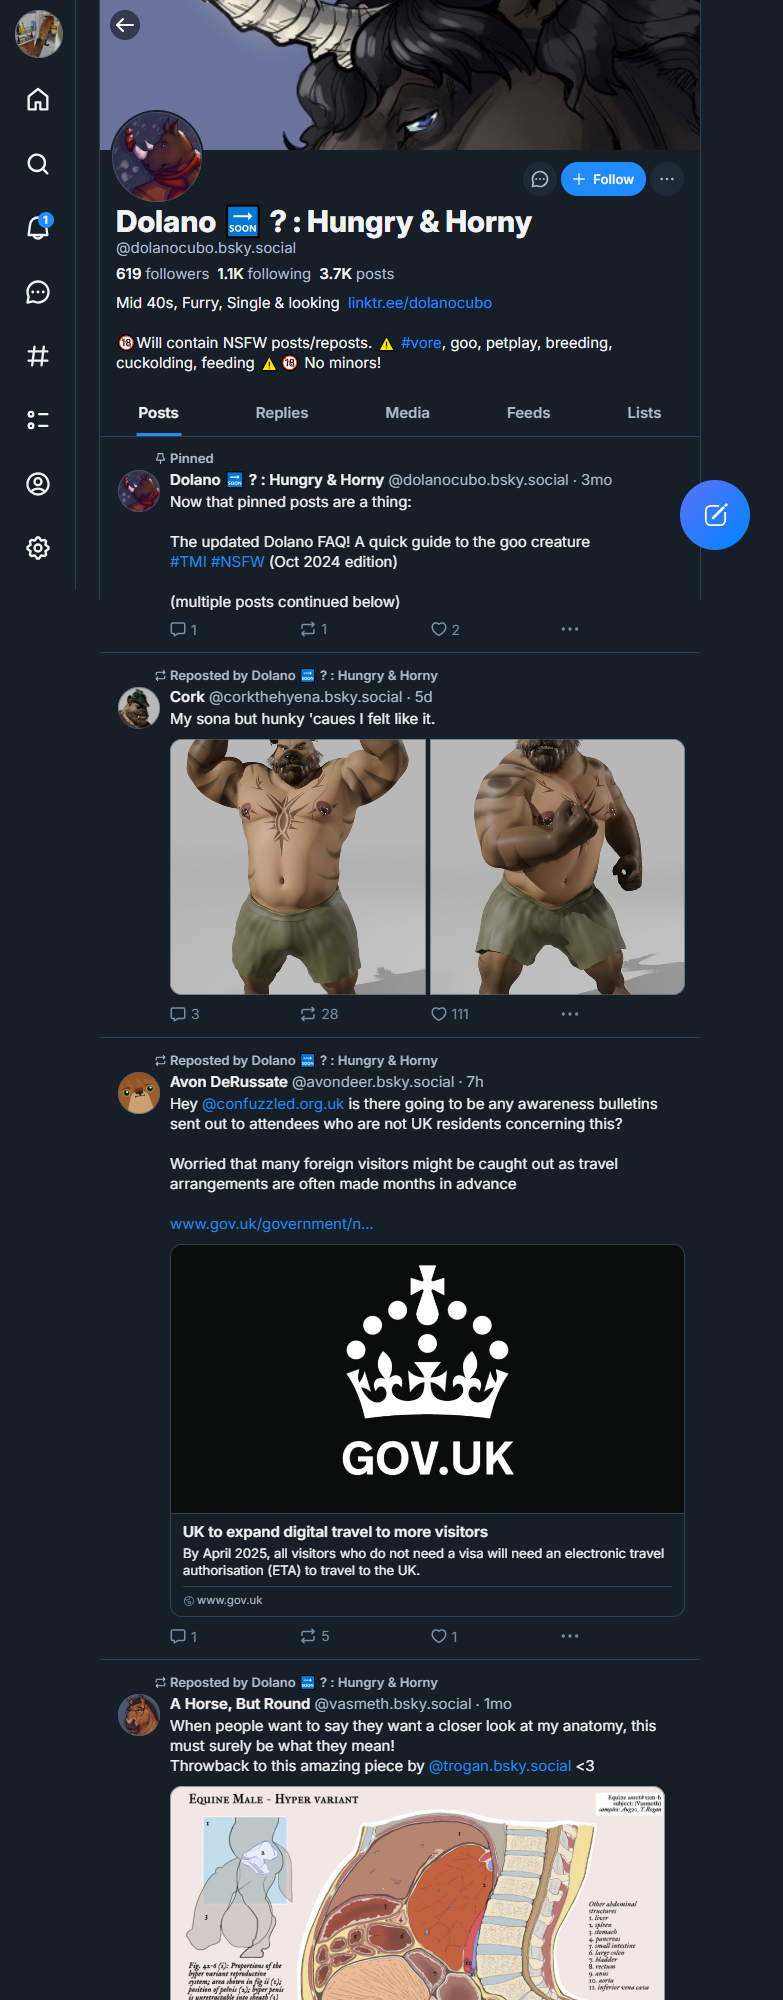 Dolano 🔜 ? : Hungry & Horny
@dolanocubo.bsky.social
619 followers 1.1K following 3.7K posts
Mid 40s, Furry, Single & looking linktr.ee/dolanocubo
🔞Will contain NSFW posts/reposts. ⚠️ #vore, goo, petplay, breeding,
cuckolding, feeding ⚠️ 🔞 No minors!
+ Follow
1
Posts Replies Media Feeds Lists
Pinned
Dolano 🔜 ? : Hungry & Horny @dolanocubo.bsky.social · 3mo
Now that pinned posts are a thing:
The updated Dolano FAQ! A quick guide to the goo creature
#TMI #NSFW (Oct 2024 edition)
(multiple posts continued below)
1 1 2
Reposted by Dolano 🔜 ? : Hungry & Horny
Cork @corkthehyena.bsky.social · 5d
My sona but hunky 'caues I felt like it.
3 28 111
Reposted by Dolano 🔜 ? : Hungry & Horny
Avon DeRussate @avondeer.bsky.social · 7h
Hey @confuzzled.org.uk is there going to be any awareness bulletins
sent out to attendees who are not UK residents concerning this?
Worried that many foreign visitors might be caught out as travel
arrangements are often made months in advance
www.gov.uk/government/n...
GOV.UK
UK to expand digital travel to more visitors
By April 2025, all visitors who do not need a visa will need an electronic travel
authorisation (ETA) to travel to the UK.
www.gov.uk
1 5 1
Reposted by Dolano 🔜 ? : Hungry & Horny
A Horse, But Round @vasmeth.bsky.social · 1mo
When people want to say they want a closer look at my anatomy, this
must surely be what they mean!
Throwback to this amazing piece by @trogan.bsky.social <3
Equine Male - Hyper variant
subject: (Vasmeth)
1
2
3
Fig. 42-6 (i): Proportions of the
hyper variant reproductive
system; area shown in fig ii (1);
position of pelvis (2); hyper penis
is unretractable into sheath (3)
Other abdominal
structures
1. liver
2. spleen
3. stomach
4. pancreas
5. small intestine
6. large colon
7. bladder
8. rectum
9. anus
10. aorta
11. inferior vena cava